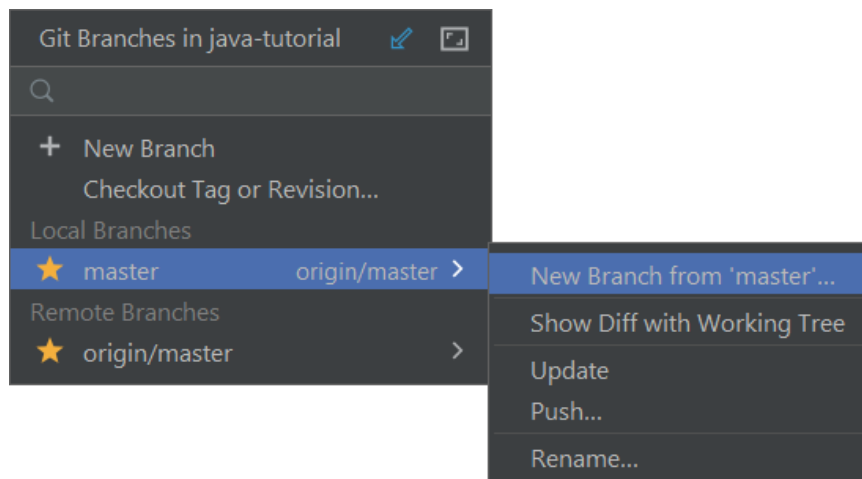 Git Branches in java-tutorial
New Branch
Checkout Tag or Revision...
Local Branches
master origin/master
Remote Branches
origin/master
New Branch from 'master'...
Show Diff with Working Tree
Update
Push...
Rename...